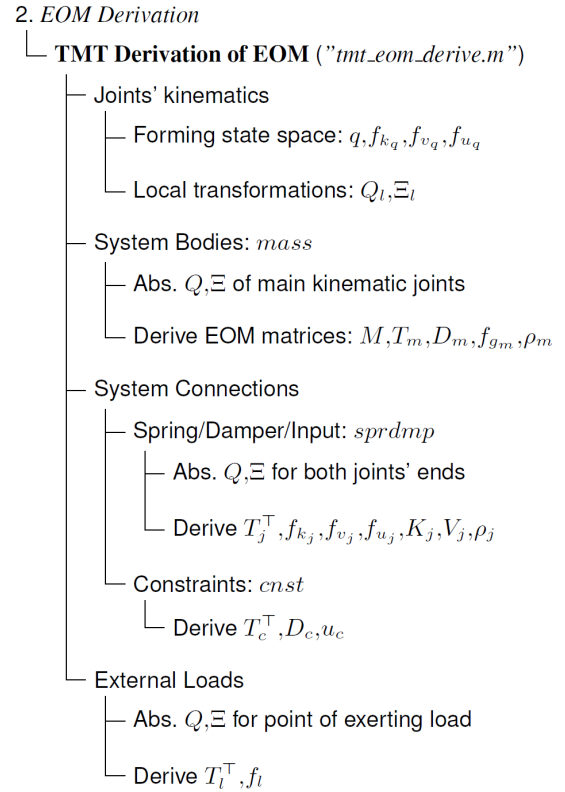 2. EOM Derivation
TMT Derivation of EOM ("tmt_eom_derive.m")
Joints' kinematics
Forming state space: q,f_{k_q},f_{v_q},f_{u_q}
Local transformations: Q_l,Ξ_l
System Bodies: mass
Abs. Q,Ξ of main kinematic joints
Derive EOM matrices: M,T_m,D_m,f_{g_m},ρ_m
System Connections
Spring/Damper/Input: sprdmp
Abs. Q,Ξ for both joints' ends
Derive T_j^⊤,f_{k_j},f_{v_j},f_{u_j},K_j,V_j,ρ_j
Constraints: cnst
Derive T_c^⊤,D_c,u_c
External Loads
Abs. Q,Ξ for point of exerting load
Derive T_l^⊤,f_l